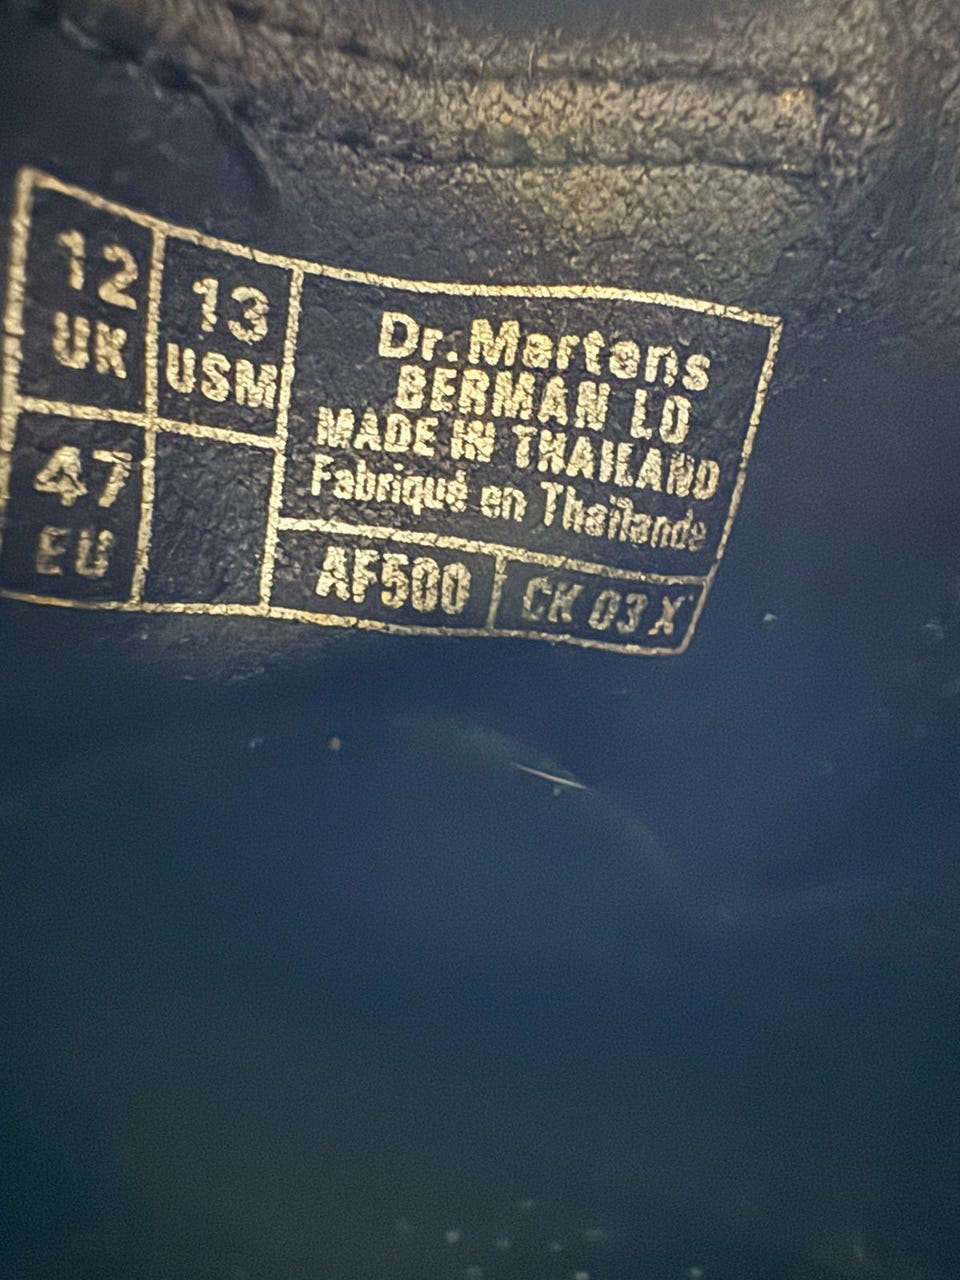 12
UK
13
USM
47
EU
Dr. Martens
BERMAN LO
MADE IN THAILAND
Fabriqué en Thaïlande
AF500
CK 03 X